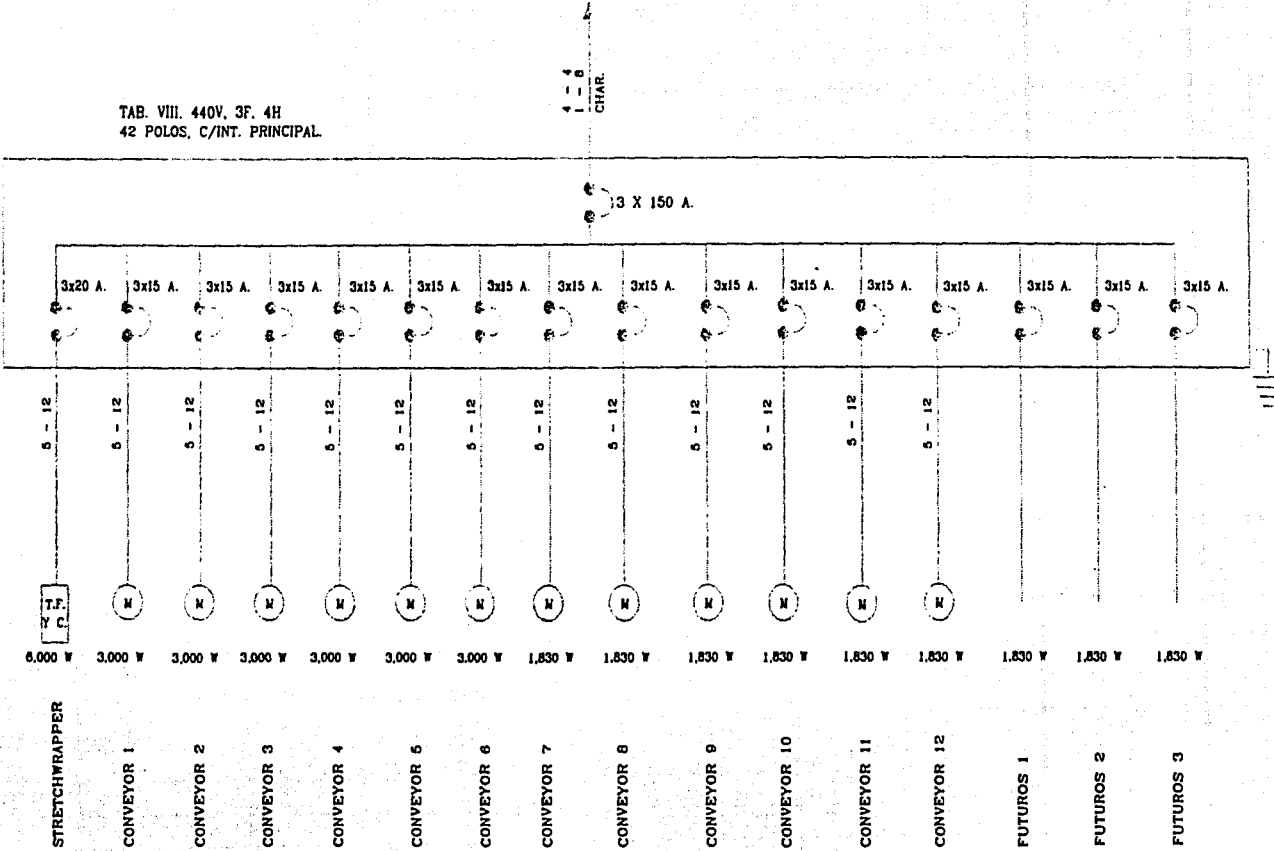 4 - 4
1 - 8
CHAR.
TAB. VIII. 440V, 3F. 4H
42 POLOS, C/INT. PRINCIPAL.
3 X 150 A.
3x20 A. 3x15 A. 3x15 A. 3x15 A. 3x15 A. 3x15 A. 3x15 A. 3x15 A. 3x15 A. 3x15 A. 3x15 A. 3x15 A. 3x15 A. 3x15 A. 3x15 A. 3x15 A.
5 - 12 5 - 12 5 - 12 5 - 12 5 - 12 5 - 12 5 - 12 5 - 12 5 - 12 5 - 12 5 - 12 5 - 12 5 - 12
T.F.
Y C.
M M M M M M M M M M M M
6,000 W 3,000 W 3,000 W 3,000 W 3,000 W 3,000 W 3,000 W 1,830 W 1,830 W 1,830 W 1,830 W 1,830 W 1,830 W 1,830 W 1,830 W 1,830 W
STRETCHWRAPPER
CONVEYOR 1
CONVEYOR 2
CONVEYOR 3
CONVEYOR 4
CONVEYOR 5
CONVEYOR 6
CONVEYOR 7
CONVEYOR 8
CONVEYOR 9
CONVEYOR 10
CONVEYOR 11
CONVEYOR 12
FUTUROS 1
FUTUROS 2
FUTUROS 3